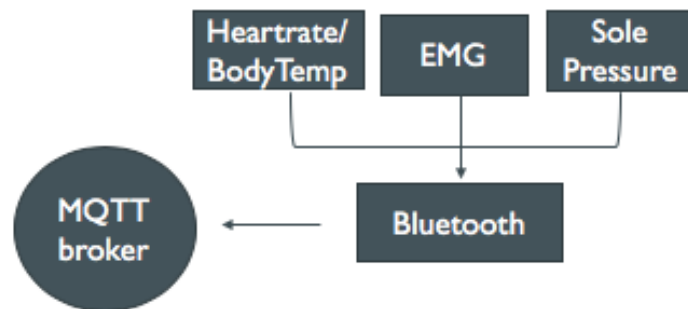 Heartrate/
BodyTemp
EMG
Sole
Pressure
MQTT
broker
Bluetooth